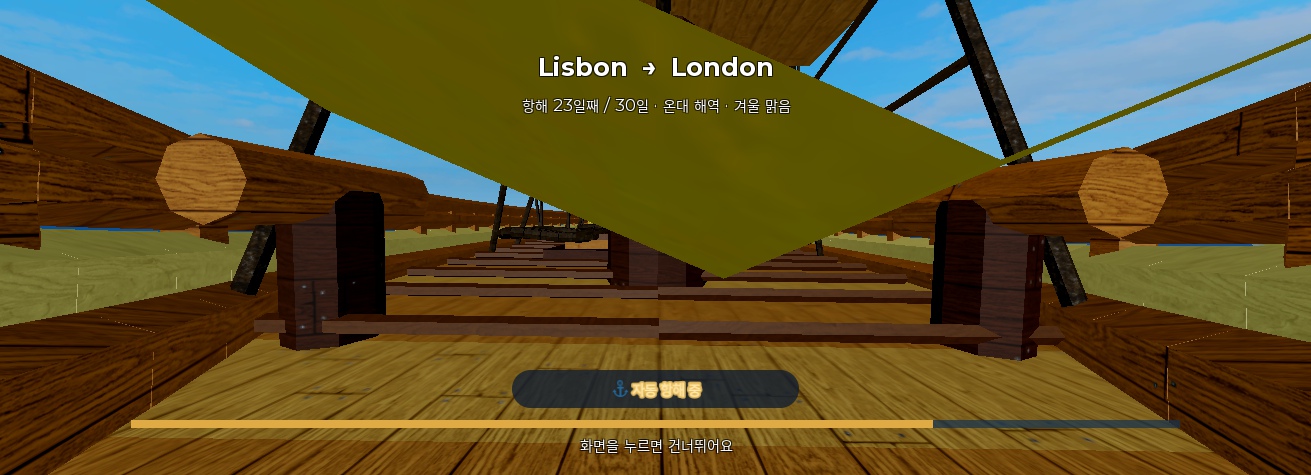 Lisbon → London
항해 23일째 / 30일 · 온대 해역 · 겨울 맑음
⚓ 자동 항해 중
화면을 누르면 건너뛰어요